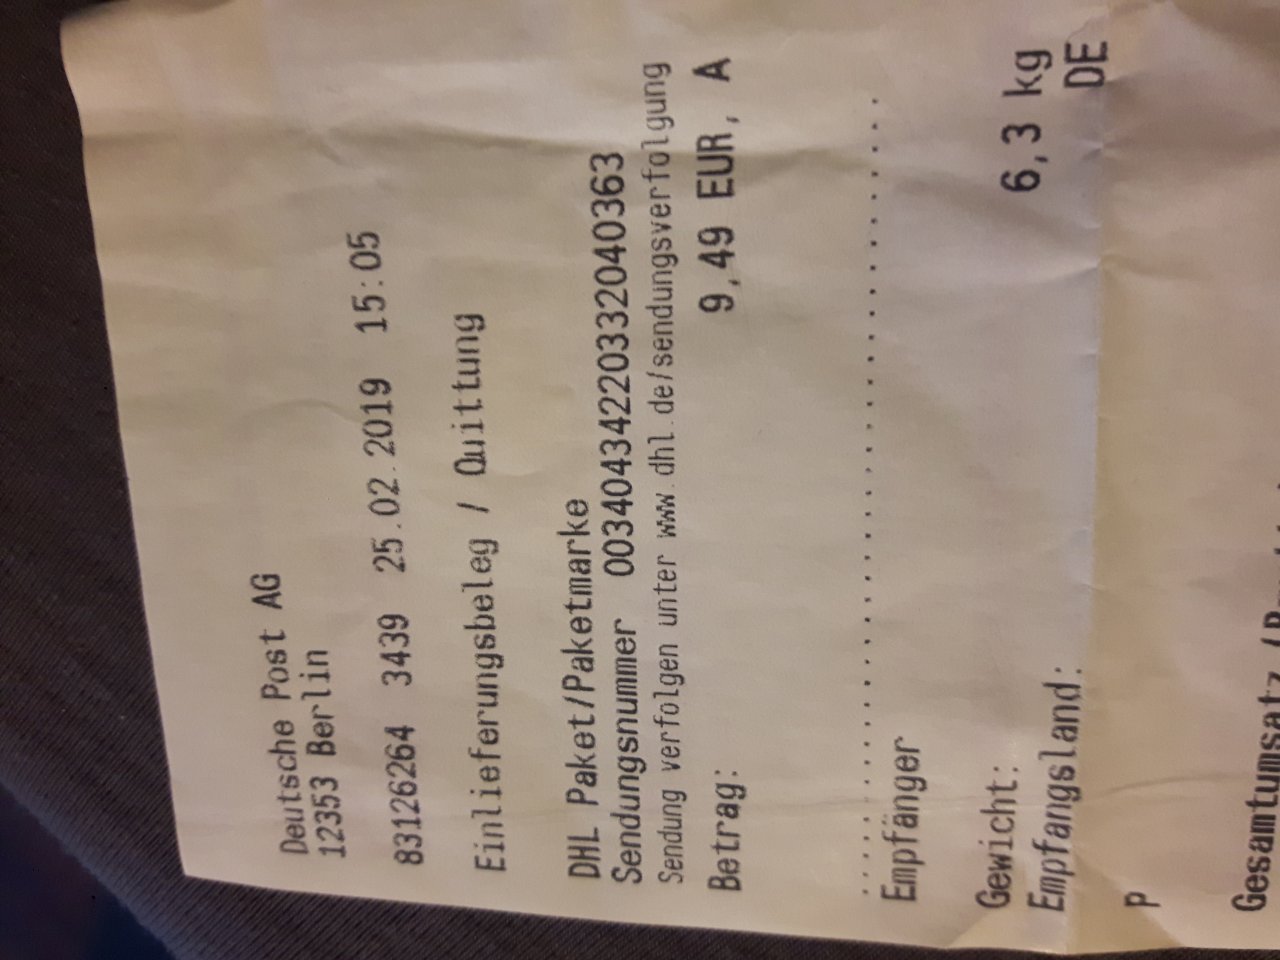 Deutsche Post AG
12353 Berlin
83126264 3439 25.02.2019 15:05
Einlieferungsbeleg / Quittung
DHL Paket/Paketmarke
Sendungsnummer 00340434220332040363
Sendung verfolgen unter www.dhl.de/sendungsverfolgung
Betrag: 9,49 EUR, A
Empfänger
Gewicht: 6,3 kg
Empfangsland: DE
P
Gesamtumsatz